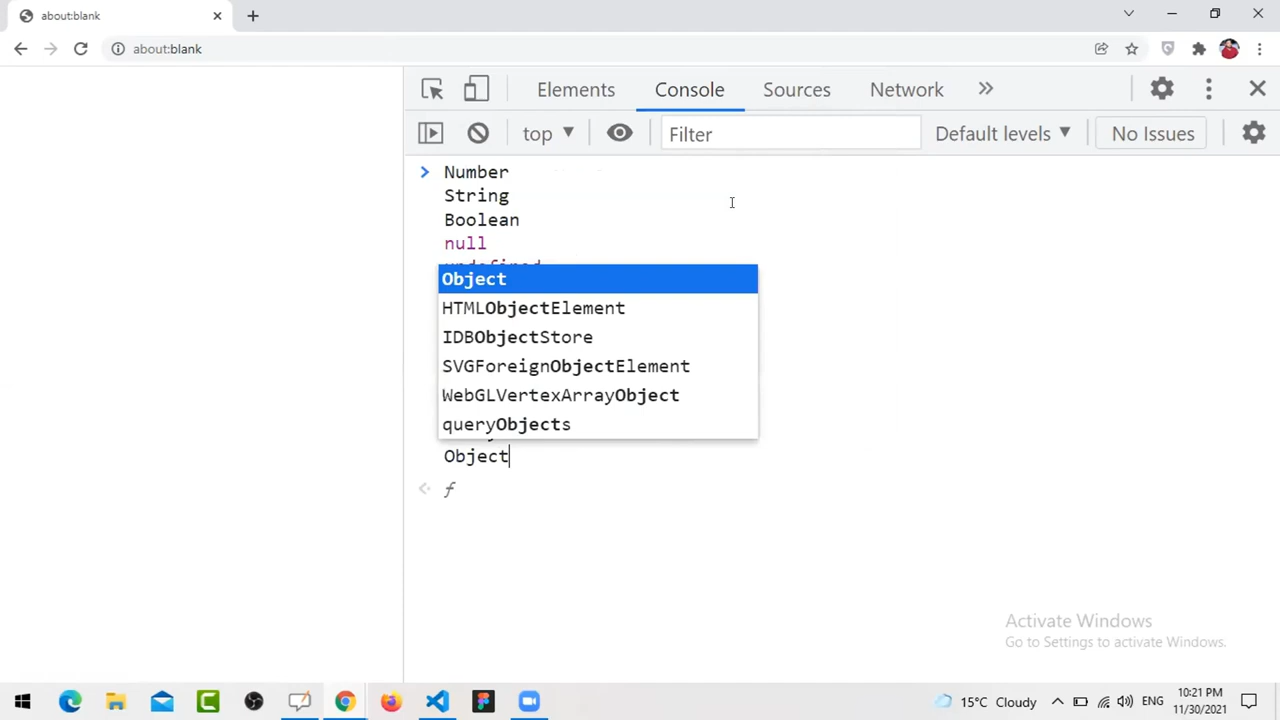 about:blank
about:blank
Elements Console Sources Network
top Filter Default levels No Issues
Number
String
Boolean
null
undefined
Object
HTMLObjectElement
IDBObjectStore
SVGForeignObjectElement
WebGLVertexArrayObject
queryObjects
Object
f
Activate Windows
Go to Settings to activate Windows.
15°C Cloudy ENG 10:21 PM
11/30/2021